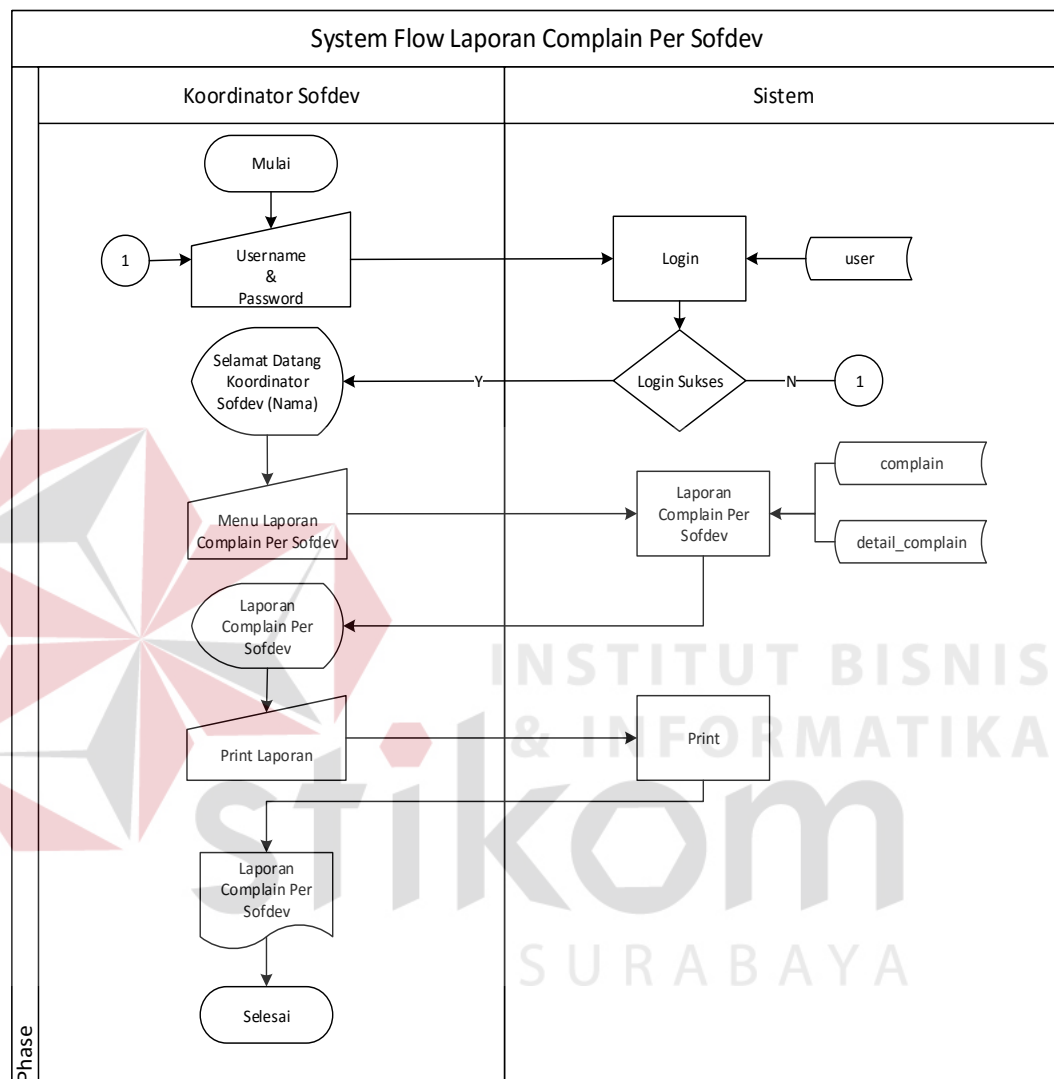 System Flow Laporan Complain Per Sofdev
Koordinator Sofdev
Sistem
Mulai
1
Username
&
Password
Login
user
Selamat Datang
Koordinator
Sofdev (Nama)
Y
Login Sukses
N
1
complain
Menu Laporan
Complain Per Sofdev
Laporan
Complain Per
Sofdev
detail_complain
Laporan
Complain Per
Sofdev
INSTITUT BISNIS
& INFORMATIKA
Print Laporan
Print
stikom
Laporan
Complain Per
Sofdev
SURABAYA
Selesai
Phase